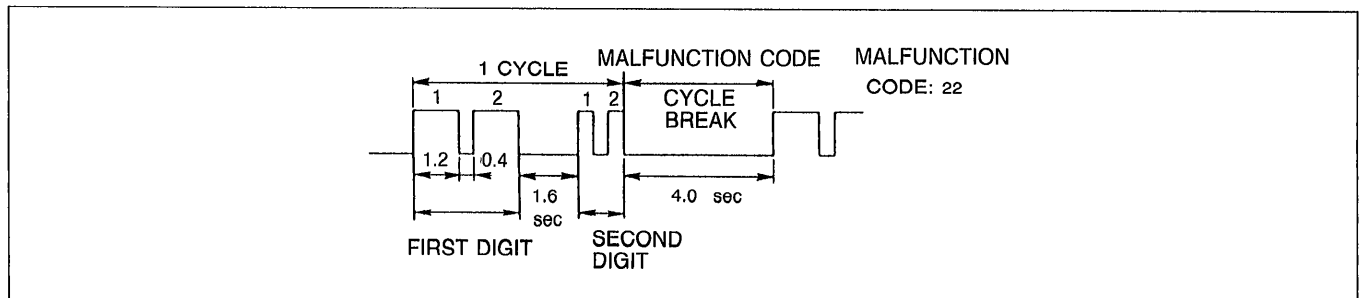 MALFUNCTION CODE MALFUNCTION
1 CYCLE
CODE: 22
1 2 1 2
CYCLE
BREAK
1.2 0.4
1.6
sec
4.0 sec
FIRST DIGIT
SECOND
DIGIT